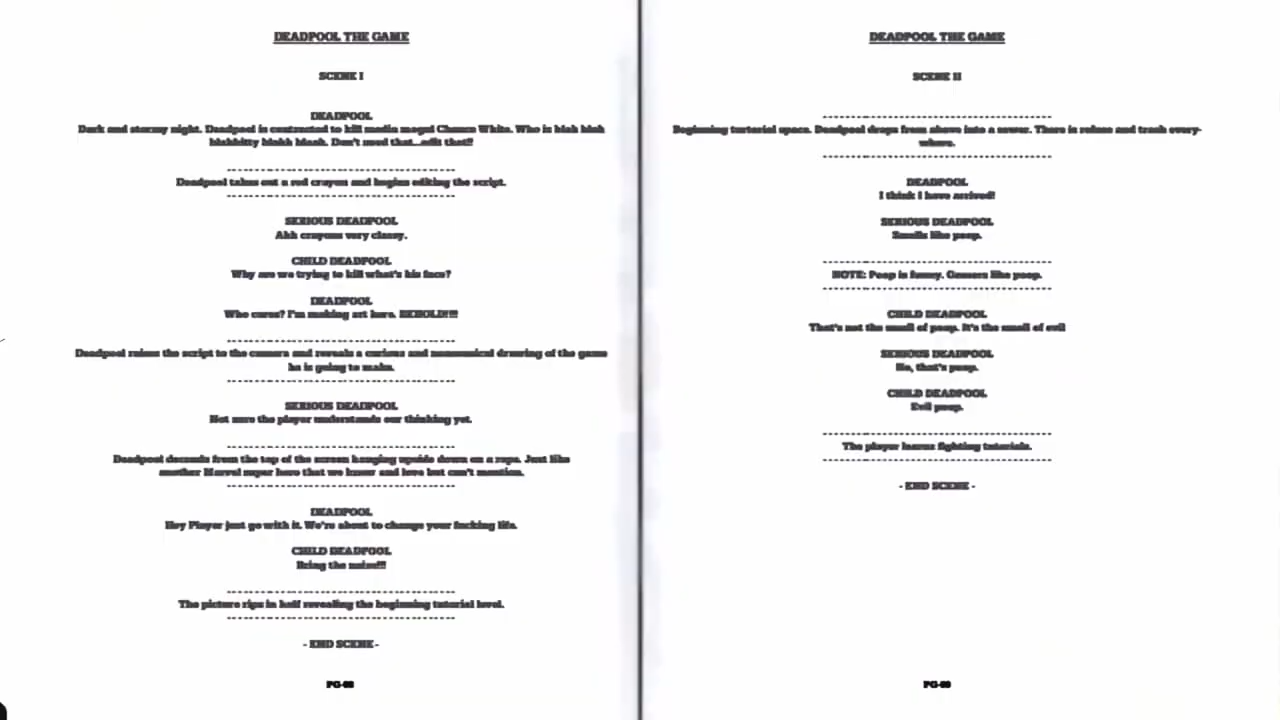 DEADPOOL THE GAME
SCENE I
DEADPOOL
Dark and stormy night. Deadpool is contracted to kill media mogul Chance White. Who is blah blah
blahbitty blahh blaah. Don't need that...edit that!!
Deadpool takes out a red crayon and begins editing the script.
SERIOUS DEADPOOL
Ahh crayons very classy.
CHILD DEADPOOL
Why are we trying to kill what's his face?
DEADPOOL
Who cares? I'm making art here. BEHOLD!!!!
Deadpool raises the script to the camera and reveals a curious and nonsensical drawing of the game
he is going to make.
SERIOUS DEADPOOL
Not sure the player understands our thinking yet.
Deadpool descends from the top of the screen hanging upside down on a rope. Just like
another Marvel super hero that we know and love but can't mention.
DEADPOOL
Hey Player just go with it. We're about to change your fucking life.
CHILD DEADPOOL
Bring the noise!!!
The picture rips in half revealing the beginning tutorial level.
- END SCENE -
DEADPOOL THE GAME
SCENE II
Beginning tutorial space. Deadpool drops from above into a sewer. There is refuse and trash every-
where.
DEADPOOL
I think I have arrived!
SERIOUS DEADPOOL
Smells like poop.
NOTE: Poop is funny. Gamers like poop.
CHILD DEADPOOL
That's not the smell of poop. It's the smell of evil
SERIOUS DEADPOOL
No, that's poop.
CHILD DEADPOOL
Evil poop.
The player learns fighting tutorials.
- END SCENE -